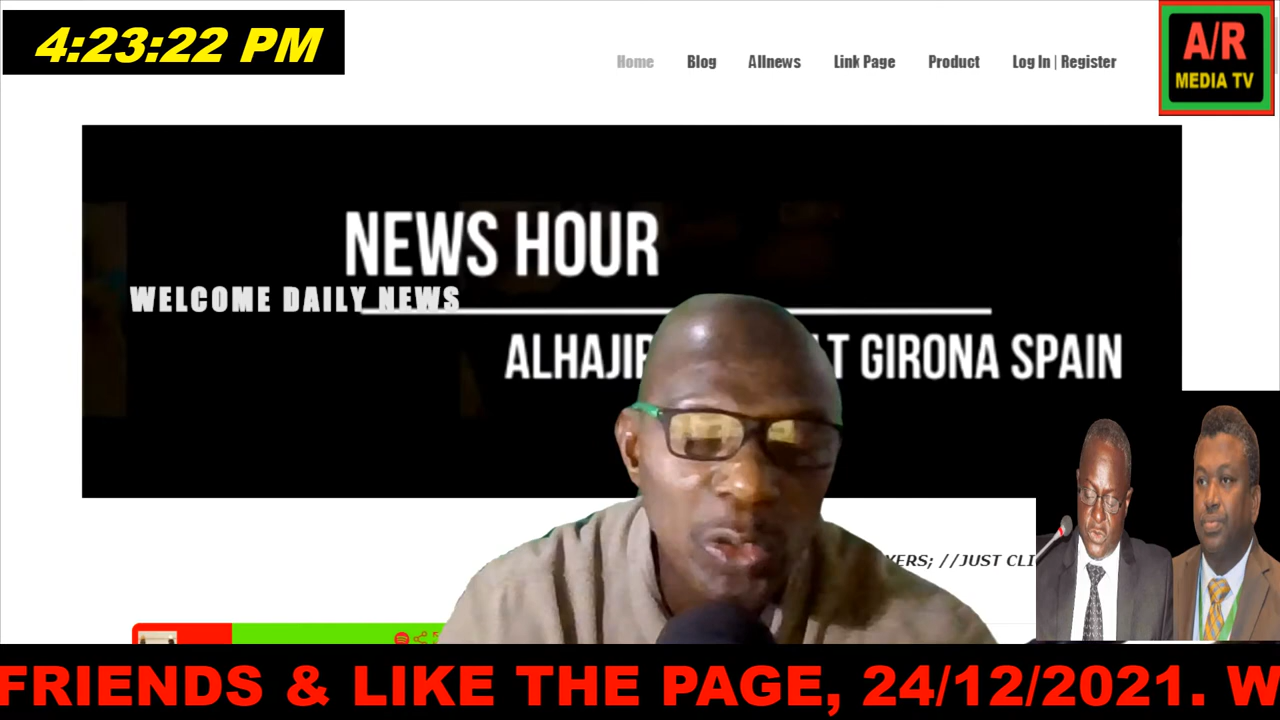 4:23:22 PM
Home Blog Allnews Link Page Product Log In | Register
A/R
MEDIA TV
NEWS HOUR
WELCOME DAILY NEWS
GIRONA SPAIN
//JUST
FRIENDS & LIKE THE PAGE, 24/12/2021.